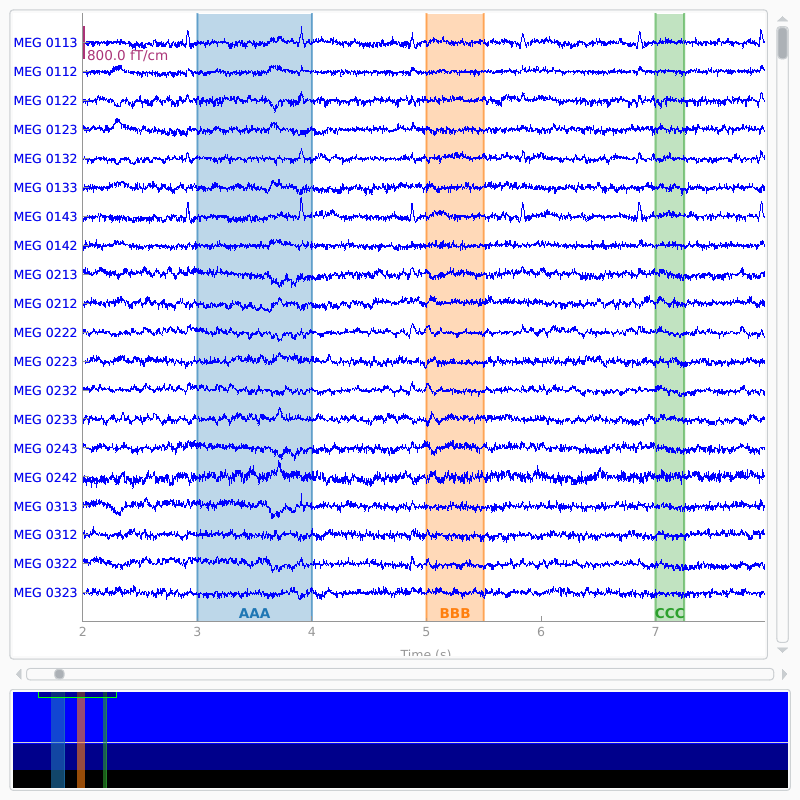 MEG 0113
800.0 fT/cm
MEG 0112
MEG 0122
MEG 0123
MEG 0132
MEG 0133
MEG 0143
MEG 0142
MEG 0213
MEG 0212
MEG 0222
MEG 0223
MEG 0232
MEG 0233
MEG 0243
MEG 0242
MEG 0313
MEG 0312
MEG 0322
MEG 0323
AAA BBB CCC
2 3 4 5 6 7
Time (s)